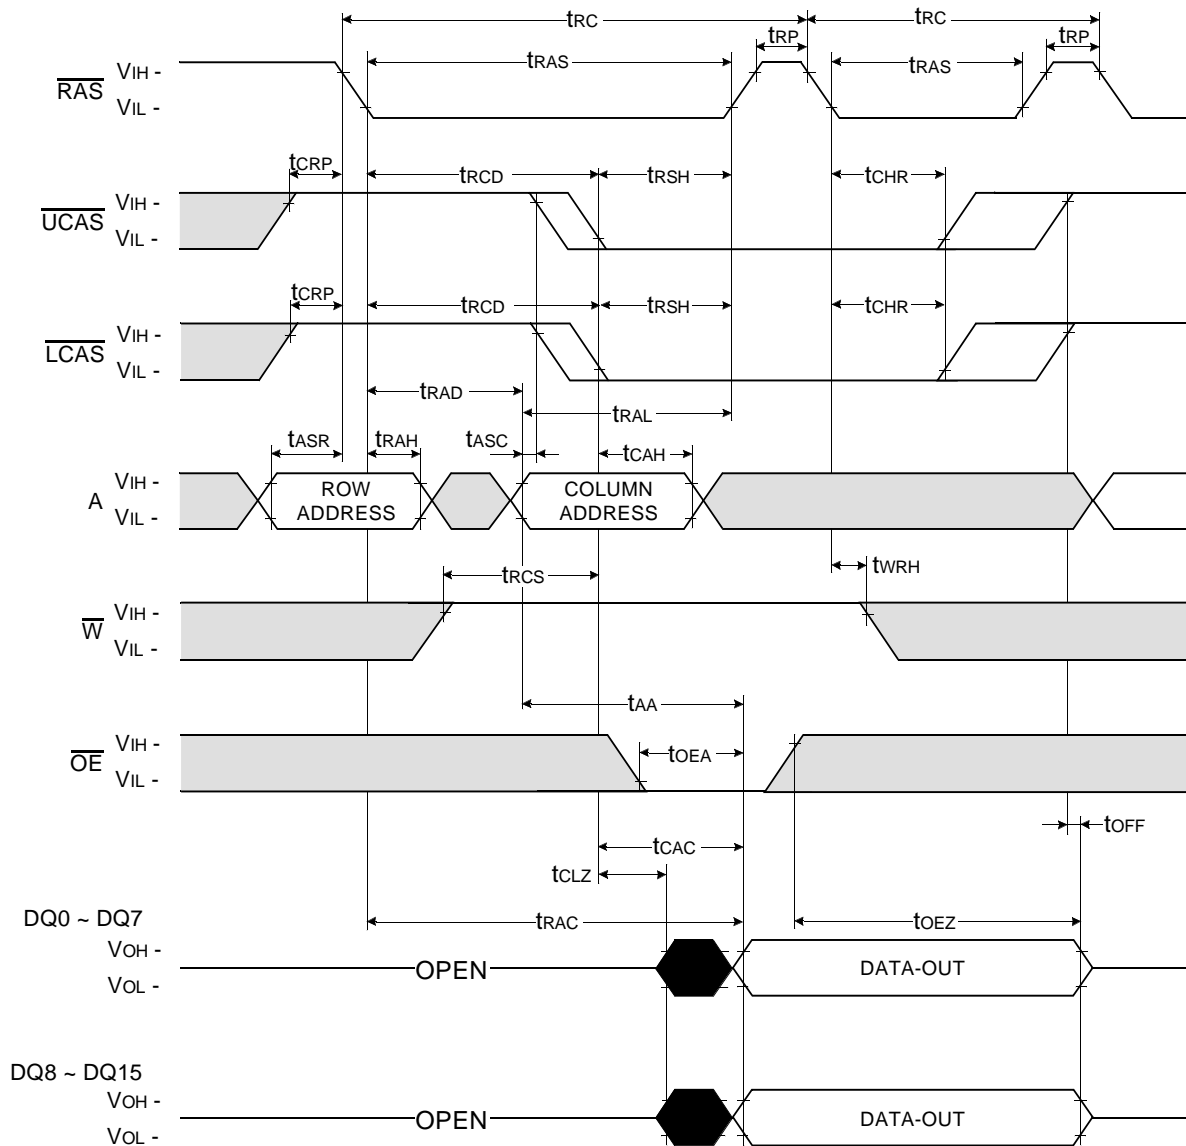 tRC tRC
tRP tRP
tRAS tRAS
RAS VIH -
VIL -
tCRP tRCD tRSH tCHR
UCAS VIH -
VIL -
tCRP tRCD tRSH tCHR
LCAS VIH -
VIL -
tRAD
tRAL
tASR tRAH tASC tCAH
A VIH -
VIL -
ROW
ADDRESS
COLUMN
ADDRESS
tRCS tWRH
W VIH -
VIL -
tAA
tOEA
OE VIH -
VIL -
tOFF
tCAC
tCLZ
tRAC tOEZ
DQ0 ~ DQ7
VOH -
VOL -
OPEN DATA-OUT
DQ8 ~ DQ15
VOH -
VOL -
OPEN DATA-OUT